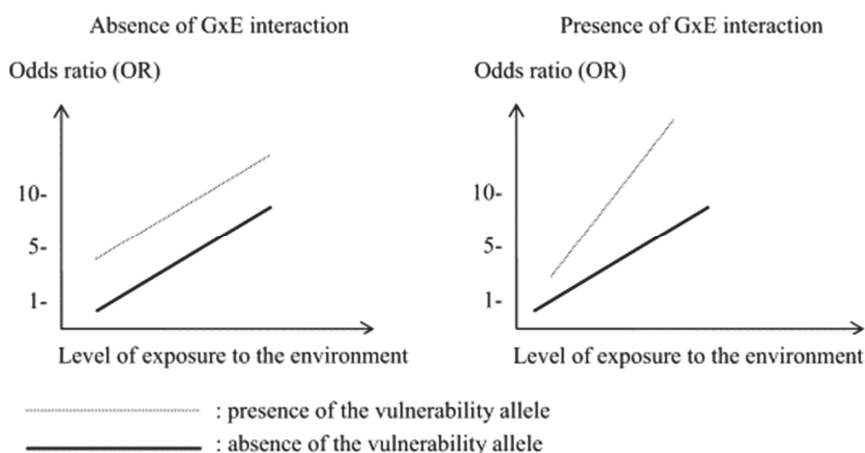 Absence of GxE interaction
Odds ratio (OR)
10-
5-
1-
Level of exposure to the environment
Presence of GxE interaction
Odds ratio (OR)
10-
5-
1-
Level of exposure to the environment
: presence of the vulnerability allele
: absence of the vulnerability allele